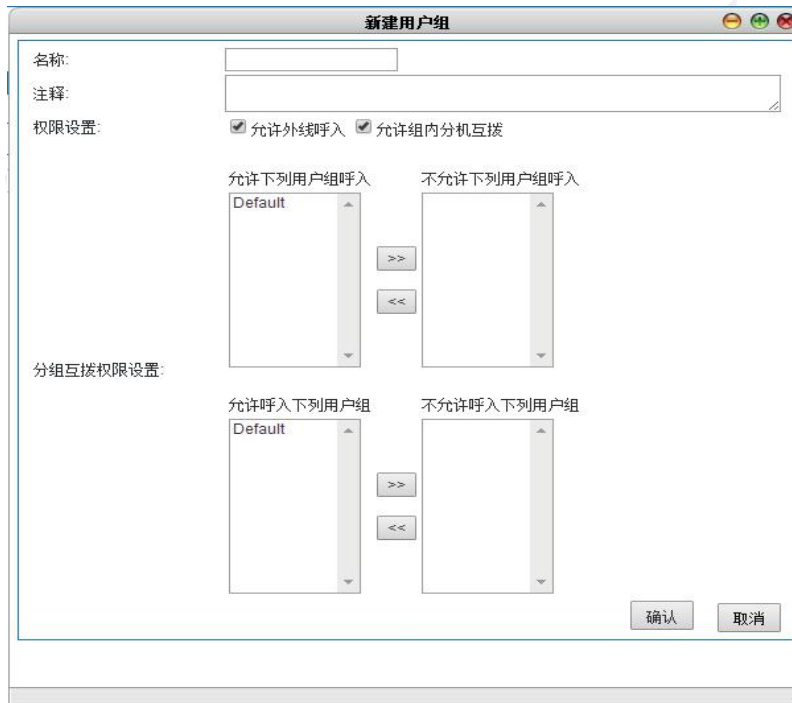 新建用户组
名称:
注释:
权限设置: 允许外线呼入 允许组内分机互拨
允许下列用户组呼入 不允许下列用户组呼入
Default
>>
<<
分组互拨权限设置:
允许呼入下列用户组 不允许呼入下列用户组
Default
>>
<<
确认 取消